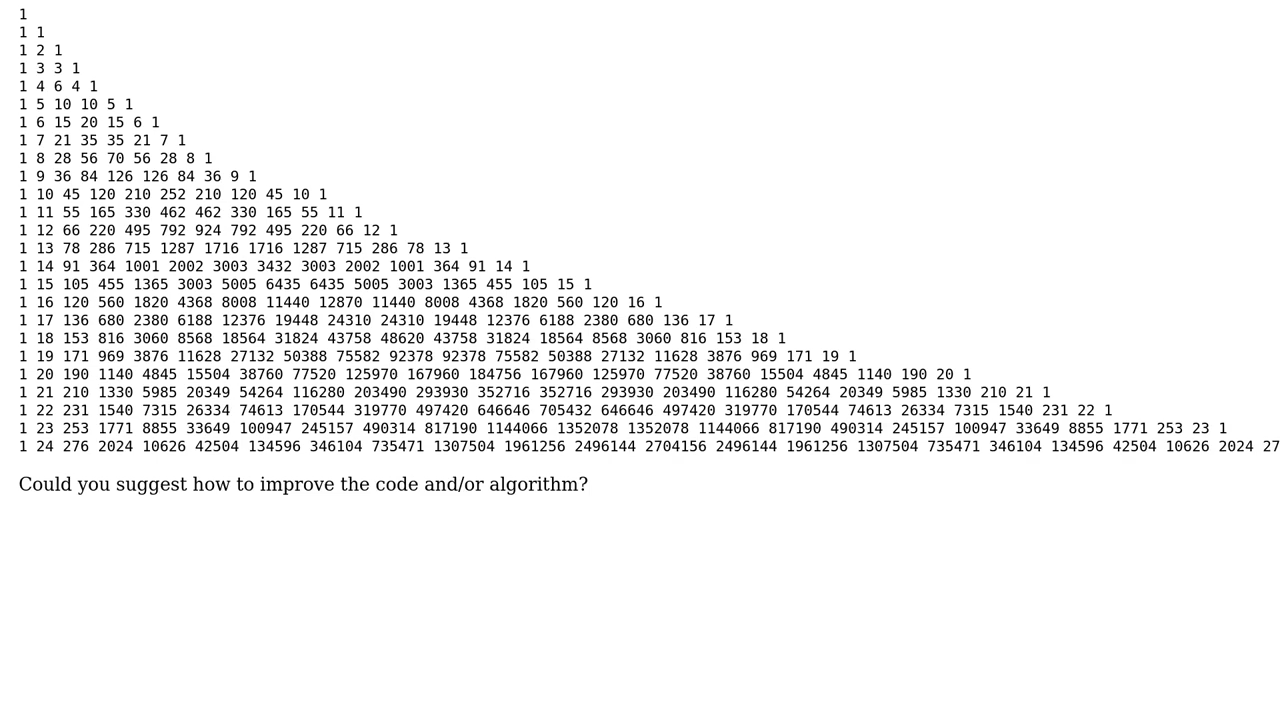 1
1 1
1 2 1
1 3 3 1
1 4 6 4 1
1 5 10 10 5 1
1 6 15 20 15 6 1
1 7 21 35 35 21 7 1
1 8 28 56 70 56 28 8 1
1 9 36 84 126 126 84 36 9 1
1 10 45 120 210 252 210 120 45 10 1
1 11 55 165 330 462 462 330 165 55 11 1
1 12 66 220 495 792 924 792 495 220 66 12 1
1 13 78 286 715 1287 1716 1716 1287 715 286 78 13 1
1 14 91 364 1001 2002 3003 3432 3003 2002 1001 364 91 14 1
1 15 105 455 1365 3003 5005 6435 6435 5005 3003 1365 455 105 15 1
1 16 120 560 1820 4368 8008 11440 12870 11440 8008 4368 1820 560 120 16 1
1 17 136 680 2380 6188 12376 19448 24310 24310 19448 12376 6188 2380 680 136 17 1
1 18 153 816 3060 8568 18564 31824 43758 48620 43758 31824 18564 8568 3060 816 153 18 1
1 19 171 969 3876 11628 27132 50388 75582 92378 92378 75582 50388 27132 11628 3876 969 171 19 1
1 20 190 1140 4845 15504 38760 77520 125970 167960 184756 167960 125970 77520 38760 15504 4845 1140 190 20 1
1 21 210 1330 5985 20349 54264 116280 203490 293930 352716 352716 293930 203490 116280 54264 20349 5985 1330 210 21 1
1 22 231 1540 7315 26334 74613 170544 319770 497420 646646 705432 646646 497420 319770 170544 74613 26334 7315 1540 231 22 1
1 23 253 1771 8855 33649 100947 245157 490314 817190 1144066 1352078 1352078 1144066 817190 490314 245157 100947 33649 8855 1771 253 23 1
1 24 276 2024 10626 42504 134596 346104 735471 1307504 1961256 2496144 2704156 2496144 1961256 1307504 735471 346104 134596 42504 10626 2024 27
Could you suggest how to improve the code and/or algorithm?